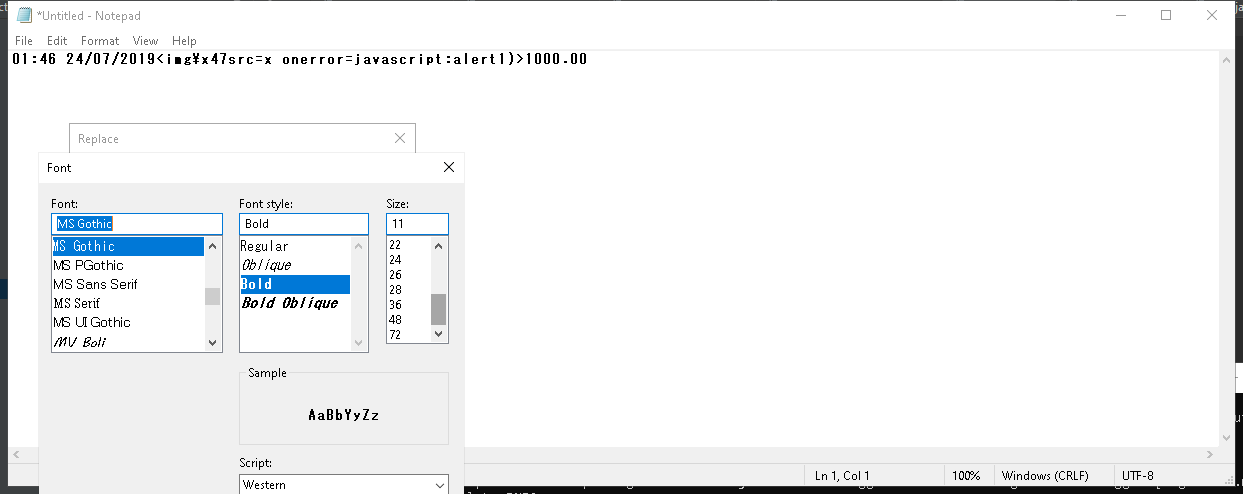 *Untitled - Notepad
File Edit Format View Help
01:46 24/07/2019<img¥x47src=x onerror=javascript:alert1)>1000.00
Replace
Font
Font: Font style: Size:
MS Gothic Bold 11
MS Gothic Regular 22
MS PGothic Oblique 24
MS Sans Serif Bold 26
MS Serif Bold Oblique 28
MS UI Gothic 36
MV Boli 48
72
Sample
AaBbYyZz
Script:
Western
Ln 1, Col 1 100% Windows (CRLF) UTF-8